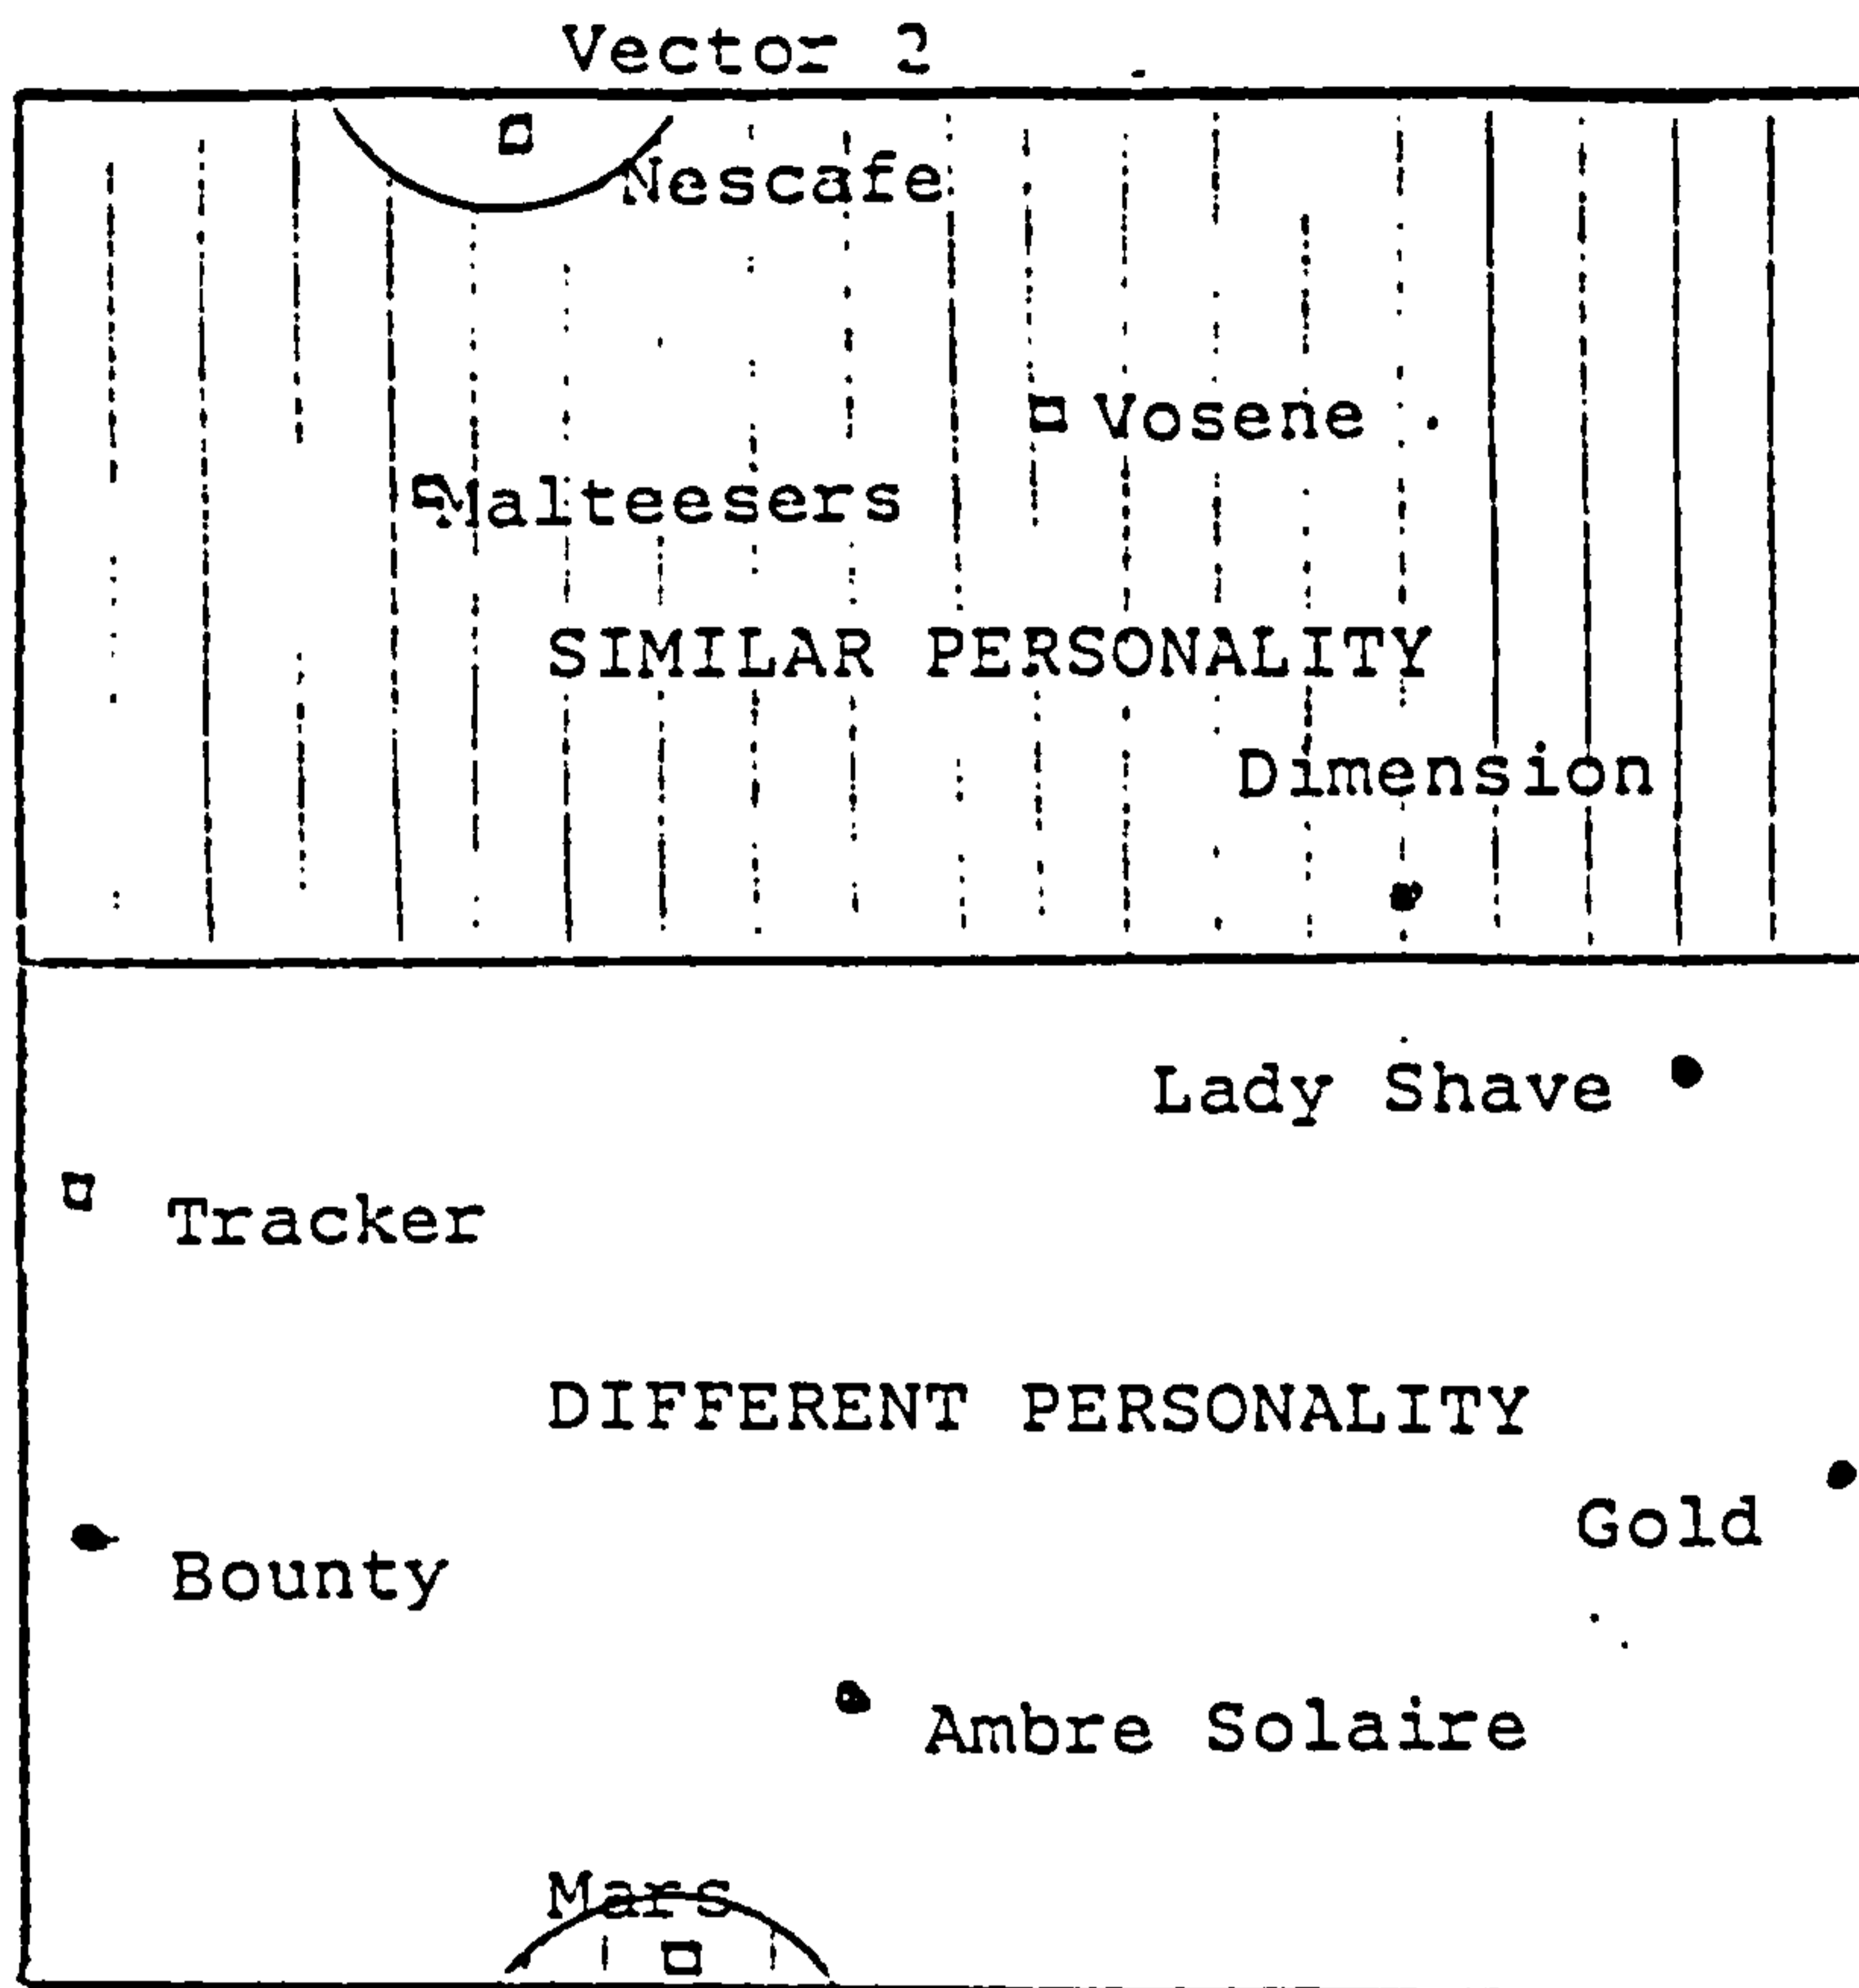 Vector 2
Nescafe
Vosene
Malteesers
SIMILAR PERSONALITY
Dimension
Lady Shave
Tracker
DIFFERENT PERSONALITY
Gold
Bounty
Ambre Solaire
Mars